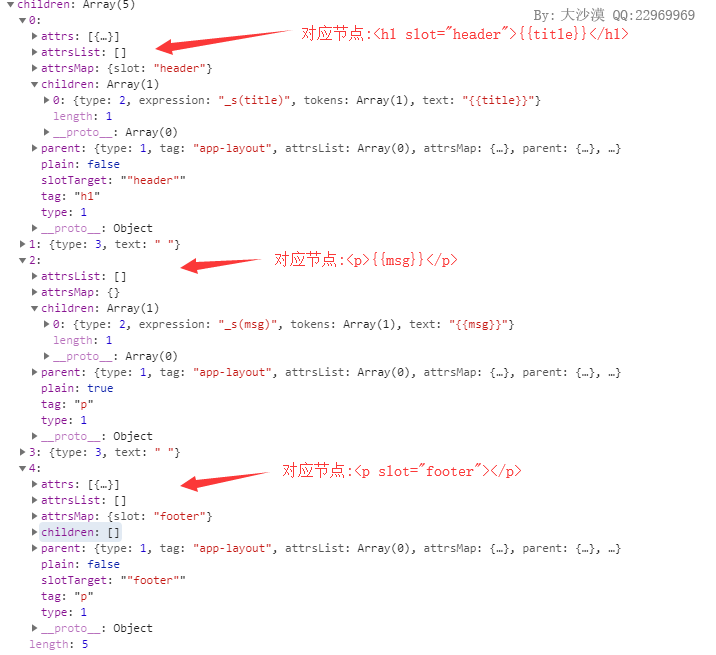 ▼children: Array(5)
By: 大沙漠 QQ:22969969
▼0:
对应节点:<h1 slot="header">{{title}}</h1>
▶attrs: [{…}]
▶attrsList: []
▶attrsMap: {slot: "header"}
▼children: Array(1)
▶0: {type: 2, expression: "_s(title)", tokens: Array(1), text: "{{title}}"}
length: 1
▶__proto__: Array(0)
▶parent: {type: 1, tag: "app-layout", attrsList: Array(0), attrsMap: {…}, parent: {…}, …}
plain: false
slotTarget: ""header""
tag: "h1"
type: 1
▶__proto__: Object
▶1: {type: 3, text: " "}
▼2:
对应节点:<p>{{msg}}</p>
▶attrsList: []
▶attrsMap: {}
▼children: Array(1)
▶0: {type: 2, expression: "_s(msg)", tokens: Array(1), text: "{{msg}}"}
length: 1
▶__proto__: Array(0)
▶parent: {type: 1, tag: "app-layout", attrsList: Array(0), attrsMap: {…}, parent: {…}, …}
plain: true
tag: "p"
type: 1
▶__proto__: Object
▶3: {type: 3, text: " "}
▼4:
对应节点:<p slot="footer"></p>
▶attrs: [{…}]
▶attrsList: []
▶attrsMap: {slot: "footer"}
▶children: []
▶parent: {type: 1, tag: "app-layout", attrsList: Array(0), attrsMap: {…}, parent: {…}, …}
plain: false
slotTarget: ""footer""
tag: "p"
type: 1
▶__proto__: Object
length: 5